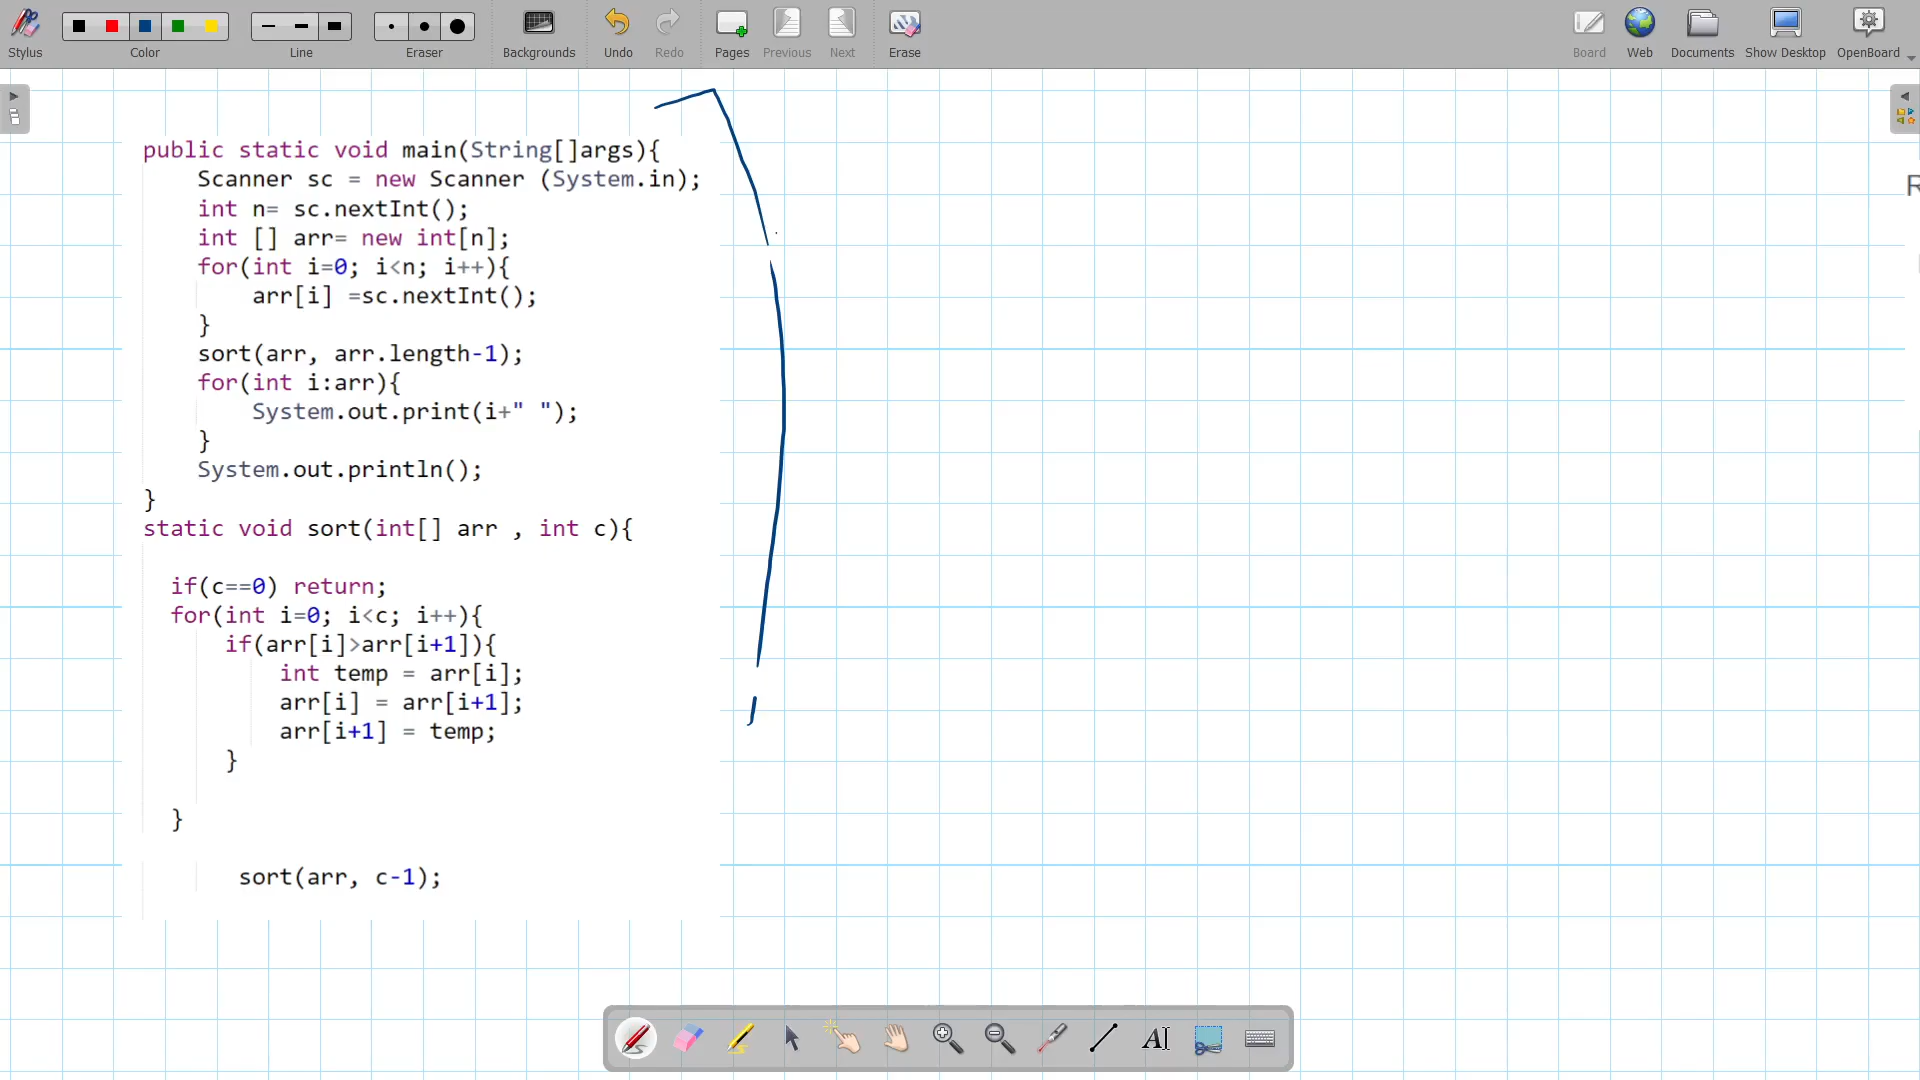 Stylus Color Line Eraser Backgrounds Undo Redo Pages Previous Next Erase Board Web Documents Show Desktop OpenBoard
public static void main(String[]args){
Scanner sc = new Scanner (System.in);
int n= sc.nextInt();
int [] arr= new int[n];
for(int i=0; i<n; i++){
arr[i] =sc.nextInt();
}
sort(arr, arr.length-1);
for(int i:arr){
System.out.print(i+" ");
}
System.out.println();
}
static void sort(int[] arr , int c){
if(c==0) return;
for(int i=0; i<c; i++){
if(arr[i]>arr[i+1]){
int temp = arr[i];
arr[i] = arr[i+1];
arr[i+1] = temp;
}
}
sort(arr, c-1);